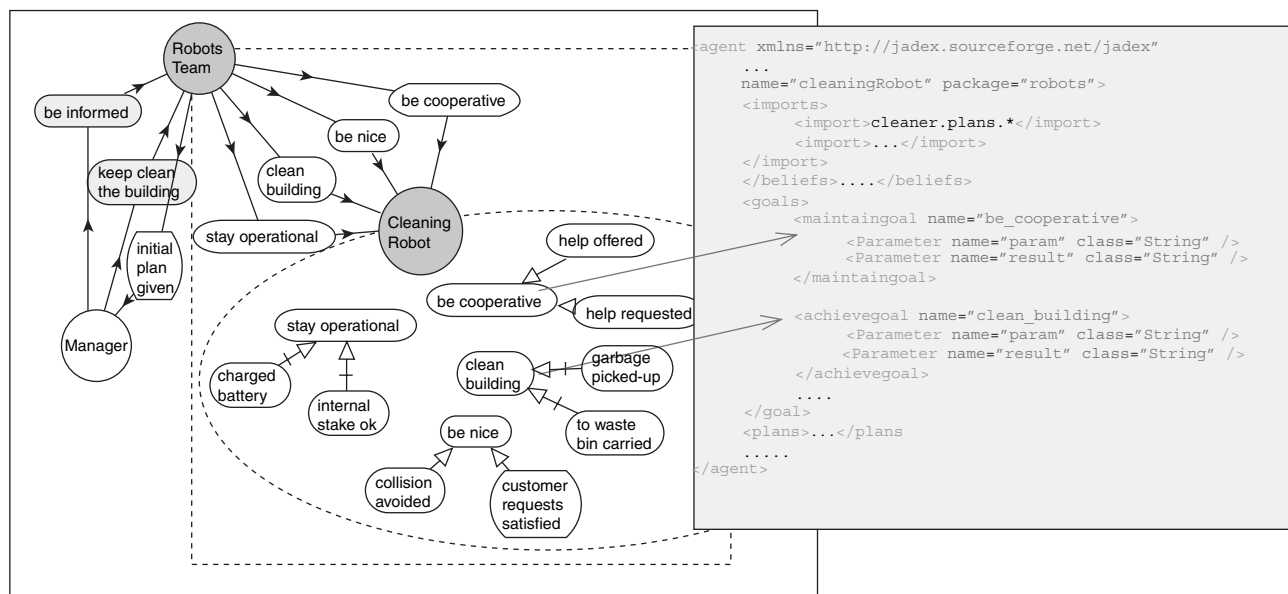 Robots
Team
be informed
be cooperative
be nice
keep clean
the building
clean
building
Cleaning
Robot
initial
plan
given
stay operational
Manager
help offered
be cooperative
help requested
stay operational
charged
battery
internal
stake ok
clean
building
garbage
picked-up
to waste
bin carried
be nice
collision
avoided
customer
requests
satisfied
<agent xmlns="http://jadex.sourceforge.net/jadex"
...
name="cleaningRobot" package="robots">
<imports>
<import>cleaner.plans.*</import>
<import>...</import>
</import>
</beliefs>....</beliefs>
<goals>
<maintaingoal name="be_cooperative">
<Parameter name="param" class="String" />
<Parameter name="result" class="String" />
</maintaingoal>
<achievegoal name="clean_building">
<Parameter name="param" class="String" />
<Parameter name="result" class="String" />
</achievegoal>
....
</goal>
<plans>...</plans
.....
</agent>